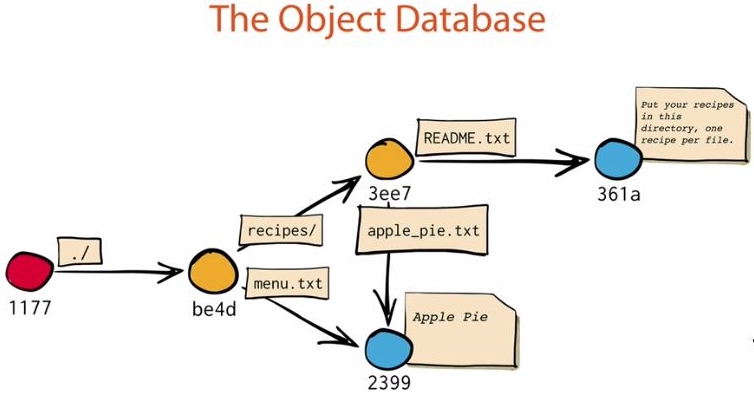 The Object Database
Put your recipes
in this
directory, one
recipe per file.
README.txt
3ee7
361a
recipes/
apple_pie.txt
./
menu.txt
1177
be4d
Apple Pie
2399